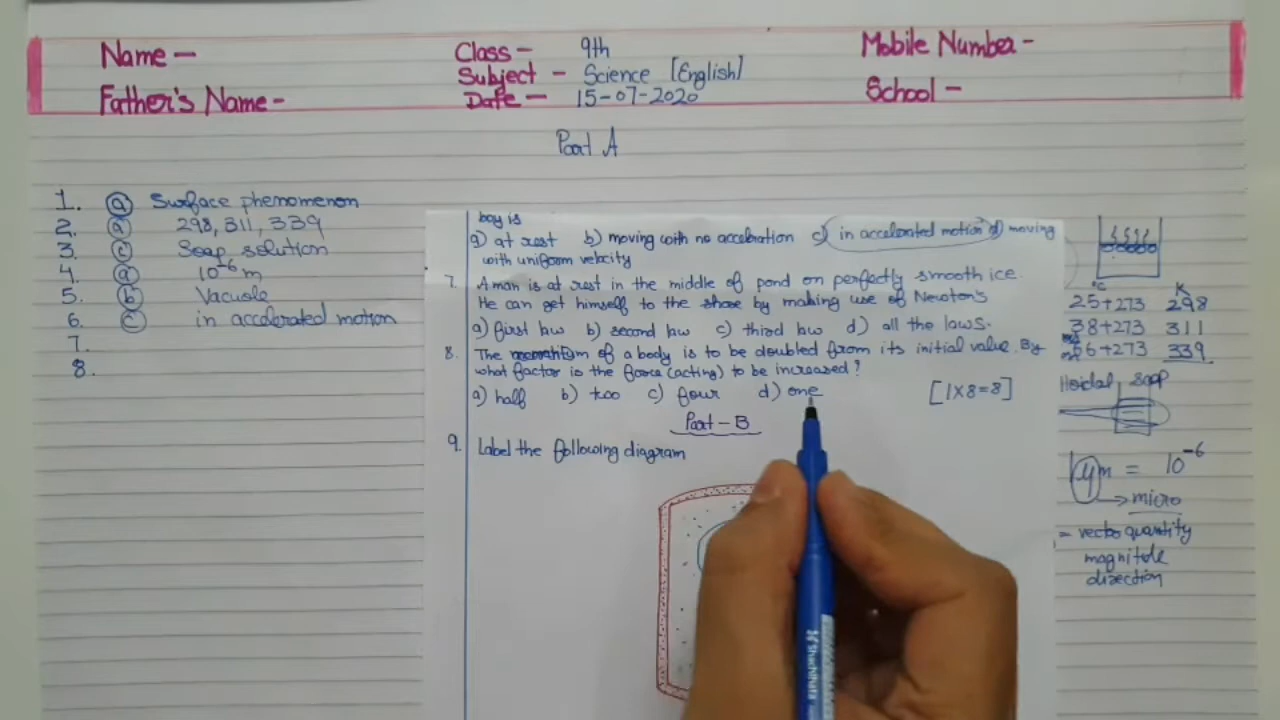 Name –
Father's Name –
Class – 9th
Subject – Science [English]
Date – 15-07-2020
Mobile Number –
School –
Part A
1. (a) Surface phenomenon
2. (a) 298, 311, 339
3. (c) Soap solution
4. (a) 10⁻⁶ m
5. (b) Vacuole
6. (c) in accelerated motion
7.
8.
boy is
a) at rest b) moving with no acceleration c) in accelerated motion d) moving
with uniform velocity
7. A man is at rest in the middle of pond on perfectly smooth ice.
He can get himself to the shore by making use of Newton's
a) first law b) second law c) third law d) all the laws.
8. The momentum of a body is to be doubled from its initial value. By
what factor is the force (acting) to be increased?
a) half b) two c) four d) one [1×8=8]
Part – B
9. Label the following diagram
°C K
25+273 298
38+273 311
66+273 339
soap
μm = 10⁻⁶
→ micro
= vector quantity
magnitude
direction